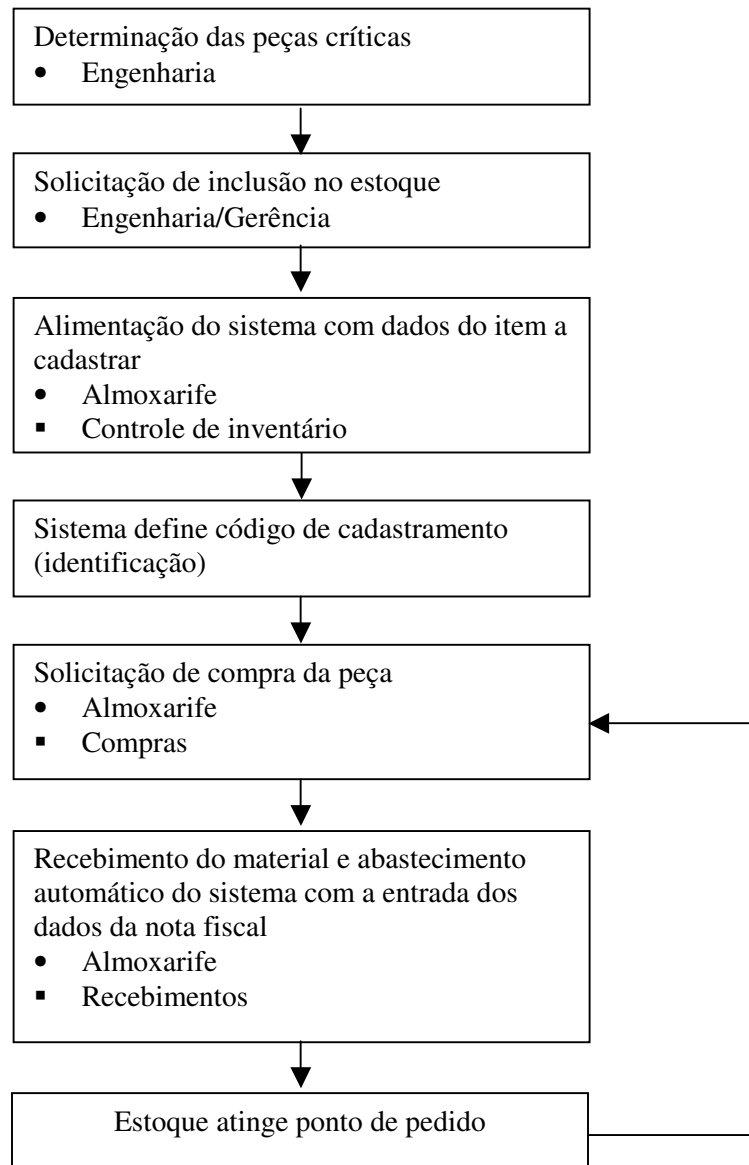 Determinação das peças críticas
• Engenharia
Solicitação de inclusão no estoque
• Engenharia/Gerência
Alimentação do sistema com dados do item a
cadastrar
• Almoxarife
▪ Controle de inventário
Sistema define código de cadastramento
(identificação)
Solicitação de compra da peça
• Almoxarife
▪ Compras
Recebimento do material e abastecimento
automático do sistema com a entrada dos
dados da nota fiscal
• Almoxarife
▪ Recebimentos
Estoque atinge ponto de pedido